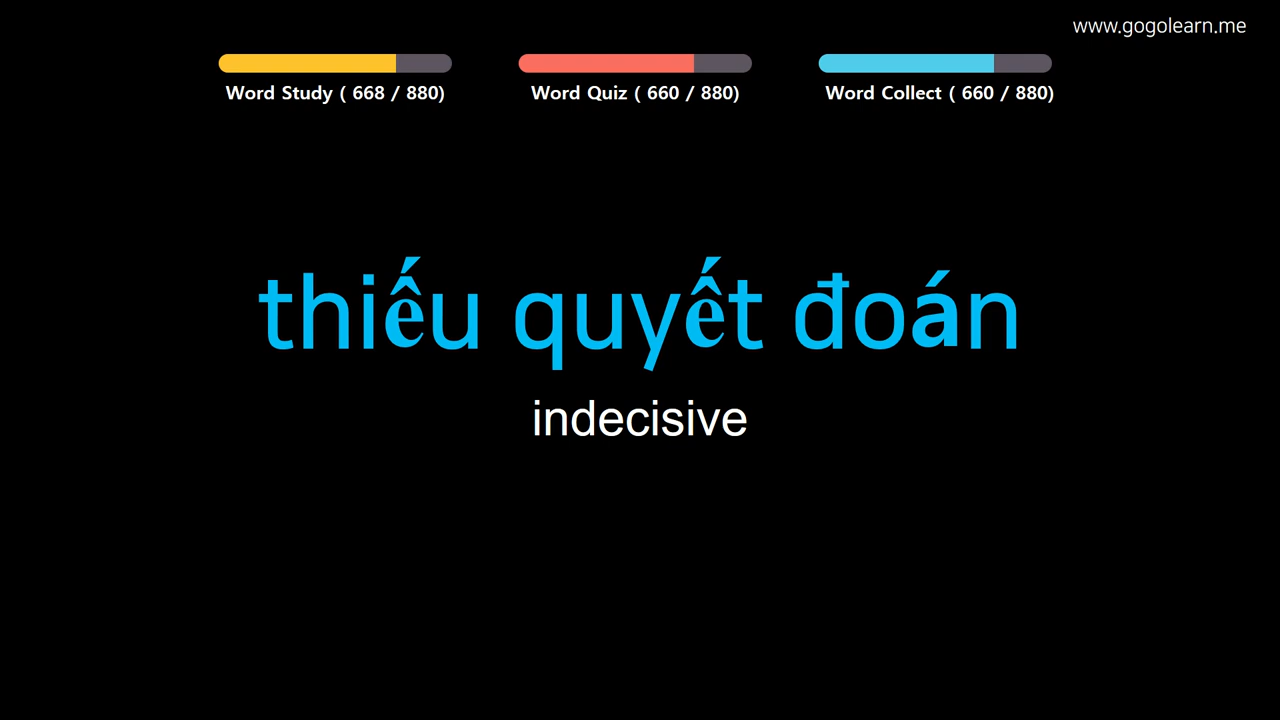 www.gogolearn.me
Word Study ( 668 / 880)
Word Quiz ( 660 / 880)
Word Collect ( 660 / 880)
thiếu quyết đoán
indecisive